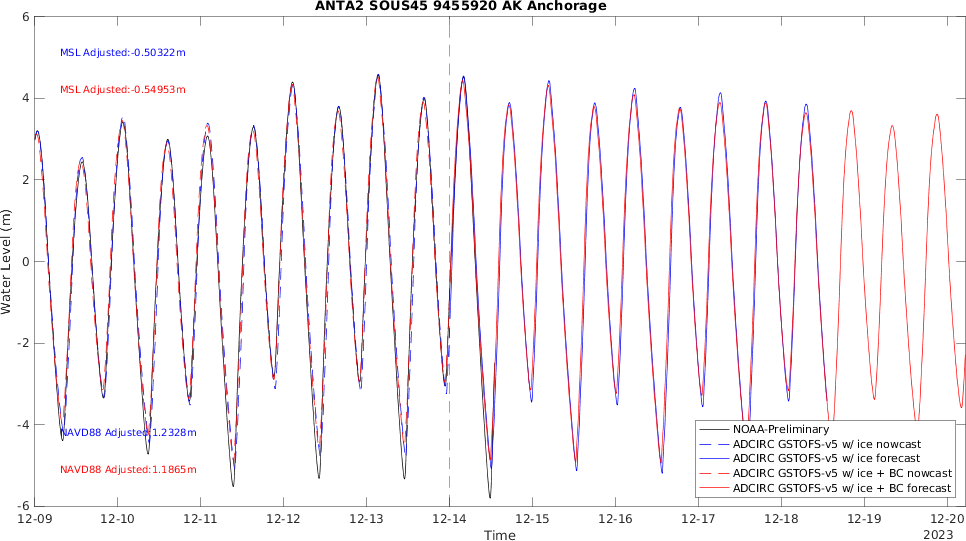 ANTA2 SOUS45 9455920 AK Anchorage
6
4
2
0
-2
-4
-6
Water Level (m)
MSL Adjusted:-0.50322m
MSL Adjusted:-0.54953m
NAVD88 Adjusted:1.2328m
NAVD88 Adjusted:1.1865m
NOAA-Preliminary
ADCIRC GSTOFS-v5 w/ ice nowcast
ADCIRC GSTOFS-v5 w/ ice forecast
ADCIRC GSTOFS-v5 w/ ice + BC nowcast
ADCIRC GSTOFS-v5 w/ ice + BC forecast
12-09 12-10 12-11 12-12 12-13 12-14 12-15 12-16 12-17 12-18 12-19 12-20
Time
2023